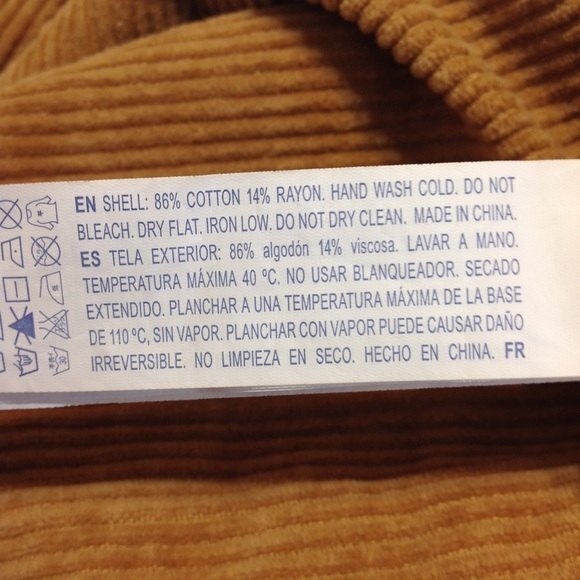 EN SHELL: 86% COTTON 14% RAYON. HAND WASH COLD. DO NOT
BLEACH. DRY FLAT. IRON LOW. DO NOT DRY CLEAN. MADE IN CHINA.
ES TELA EXTERIOR: 86% algodón 14% viscosa. LAVAR A MANO.
TEMPERATURA MÁXIMA 40 ºC. NO USAR BLANQUEADOR. SECADO
EXTENDIDO. PLANCHAR A UNA TEMPERATURA MÁXIMA DE LA BASE
DE 110 ºC, SIN VAPOR. PLANCHAR CON VAPOR PUEDE CAUSAR DAÑO
IRREVERSIBLE. NO LIMPIEZA EN SECO. HECHO EN CHINA. FR
30